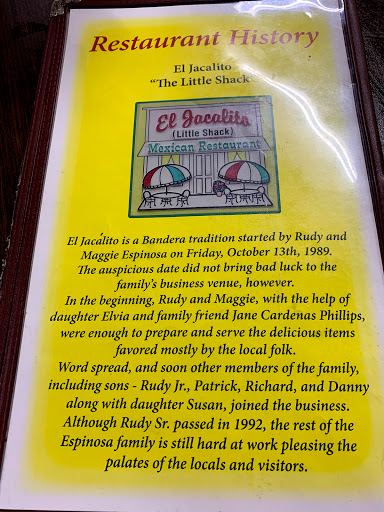 Restaurant History
El Jacalito
"The Little Shack"
El Jacalito
(Little Shack)
Mexican Restaurant
El Jacálito is a Bandera tradition started by Rudy and
Maggie Espinosa on Friday, October 13th, 1989.
The auspicious date did not bring bad luck to the
family's business venue, however.
In the beginning, Rudy and Maggie, with the help of
daughter Elvia and family friend Jane Cardenas Phillips,
were enough to prepare and serve the delicious items
favored mostly by the local folk.
Word spread, and soon other members of the family,
including sons - Rudy Jr., Patrick, Richard, and Danny
along with daughter Susan, joined the business.
Although Rudy Sr. passed in 1992, the rest of the
Espinosa family is still hard at work pleasing the
palates of the locals and visitors.